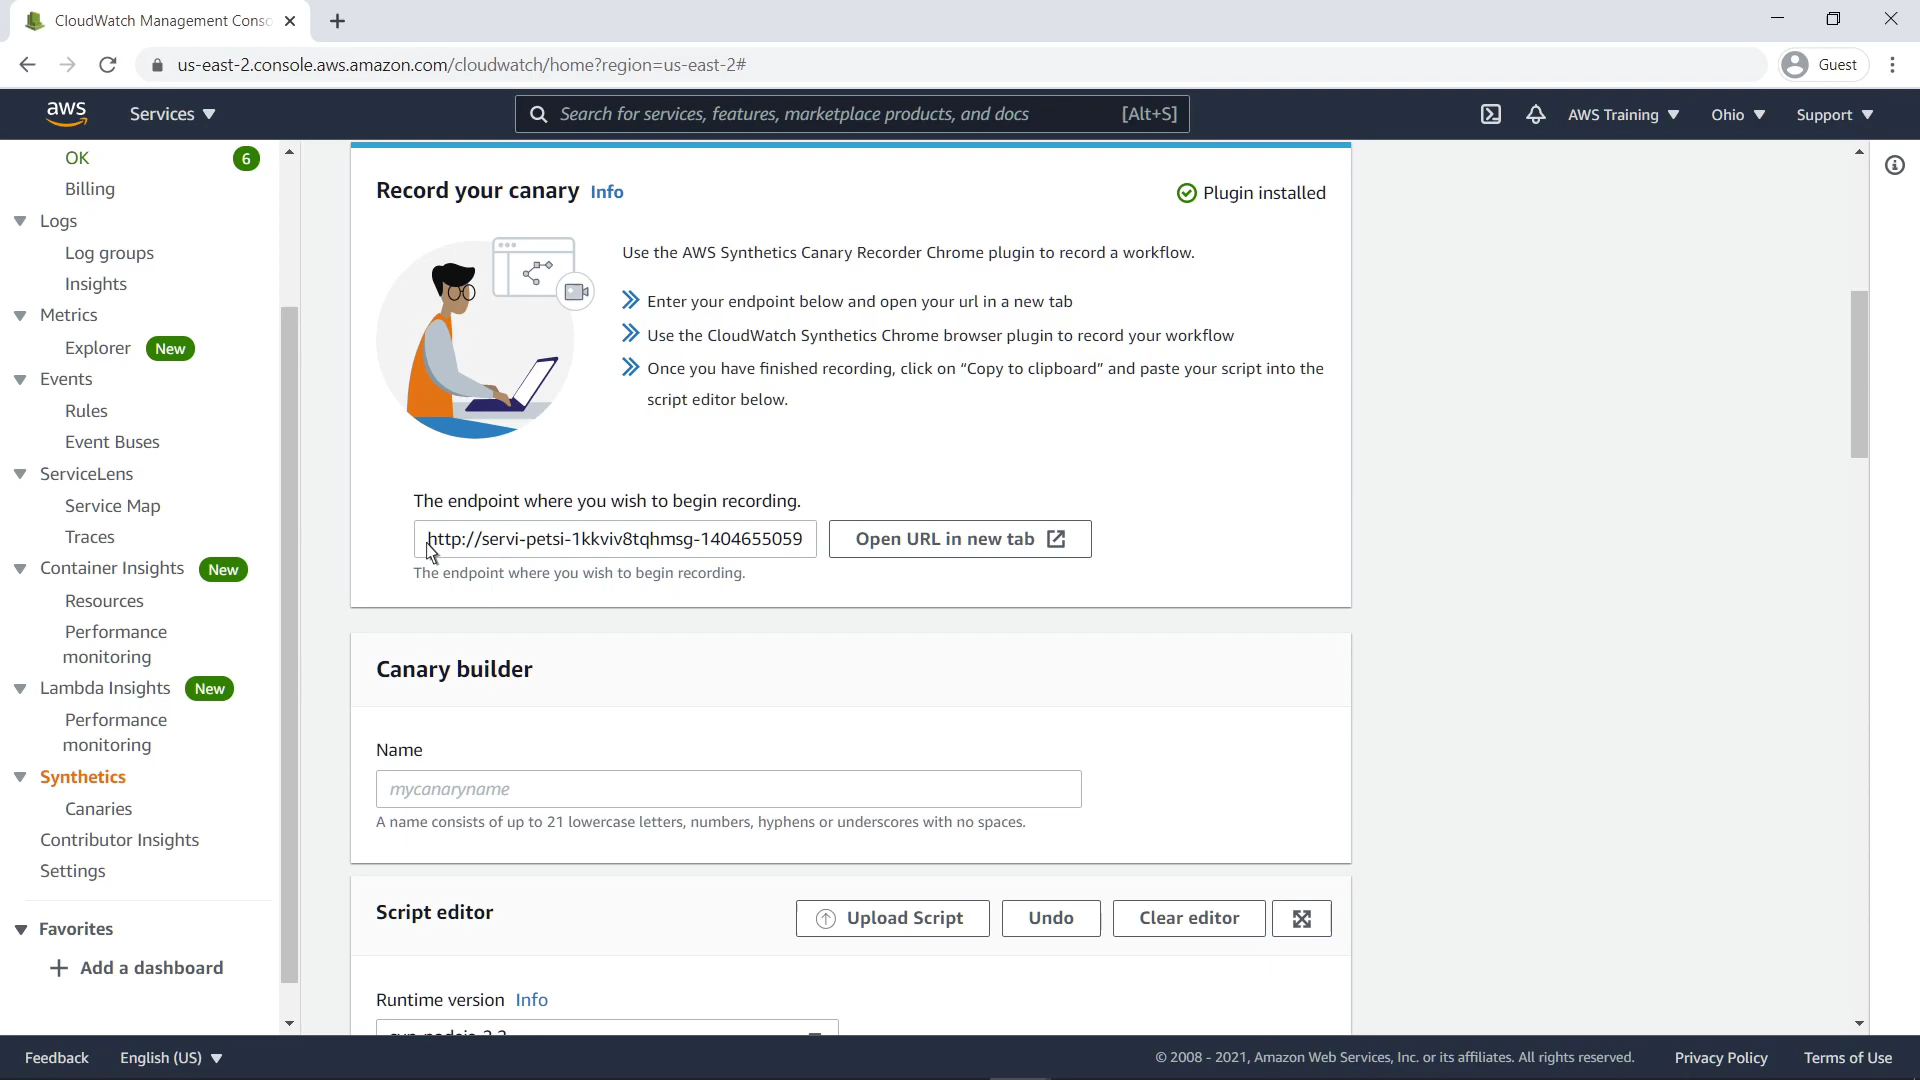 CloudWatch Management Conso
us-east-2.console.aws.amazon.com/cloudwatch/home?region=us-east-2#
Guest
aws
Services
Search for services, features, marketplace products, and docs
[Alt+S]
AWS Training
Ohio
Support
OK
6
Billing
Logs
Log groups
Insights
Metrics
Explorer New
Events
Rules
Event Buses
ServiceLens
Service Map
Traces
Container Insights New
Resources
Performance
monitoring
Lambda Insights New
Performance
monitoring
Synthetics
Canaries
Contributor Insights
Settings
Favorites
Add a dashboard
Record your canary Info
Plugin installed
Use the AWS Synthetics Canary Recorder Chrome plugin to record a workflow.
Enter your endpoint below and open your url in a new tab
Use the CloudWatch Synthetics Chrome browser plugin to record your workflow
Once you have finished recording, click on “Copy to clipboard” and paste your script into the
script editor below.
The endpoint where you wish to begin recording.
http://servi-petsi-1kkviv8tqhmsg-1404655059
Open URL in new tab
The endpoint where you wish to begin recording.
Canary builder
Name
mycanaryname
A name consists of up to 21 lowercase letters, numbers, hyphens or underscores with no spaces.
Script editor
Upload Script
Undo
Clear editor
Runtime version Info
Feedback
English (US)
© 2008 - 2021, Amazon Web Services, Inc. or its affiliates. All rights reserved.
Privacy Policy
Terms of Use